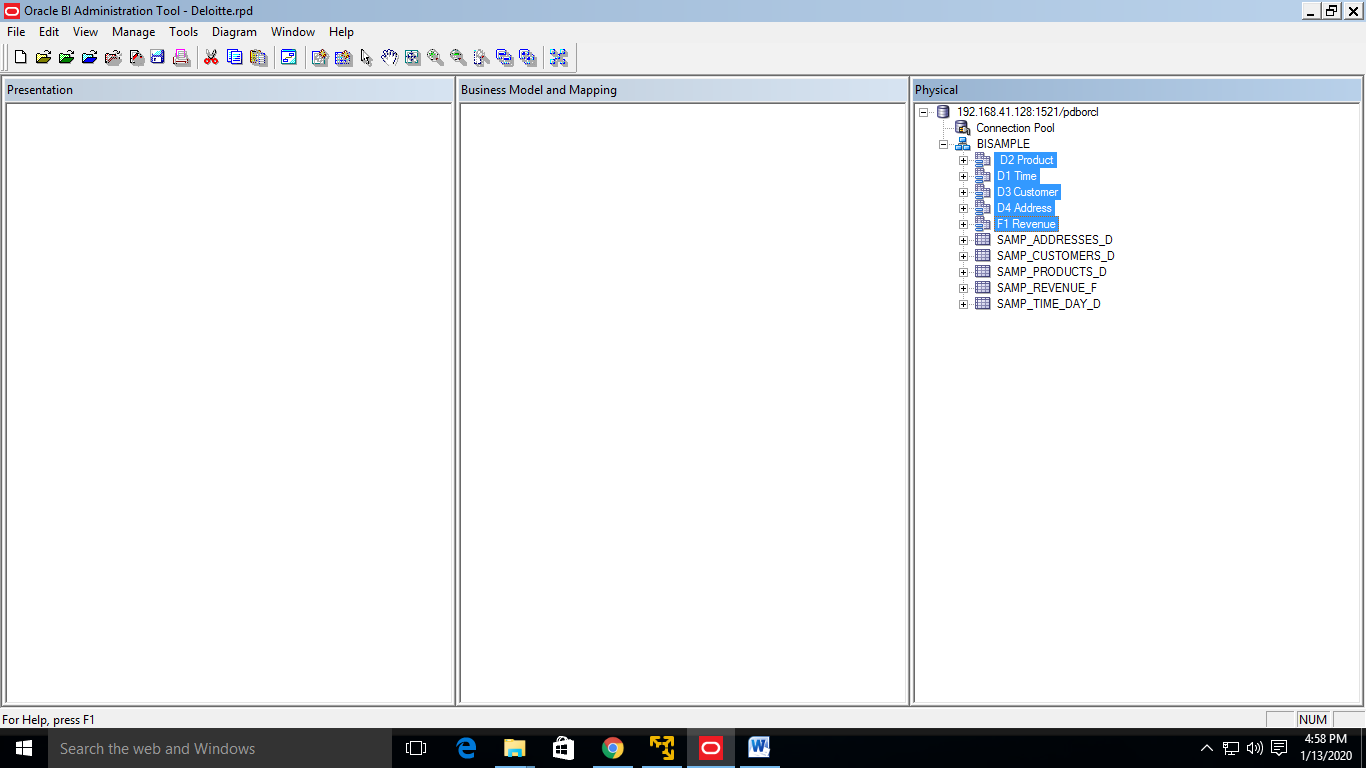 Oracle BI Administration Tool - Deloitte.rpd
File Edit View Manage Tools Diagram Window Help
Presentation
Business Model and Mapping
Physical
192.168.41.128:1521/pdborcl
Connection Pool
BISAMPLE
D2 Product
D1 Time
D3 Customer
D4 Address
F1 Revenue
SAMP_ADDRESSES_D
SAMP_CUSTOMERS_D
SAMP_PRODUCTS_D
SAMP_REVENUE_F
SAMP_TIME_DAY_D
For Help, press F1
NUM
Search the web and Windows
4:58 PM
1/13/2020